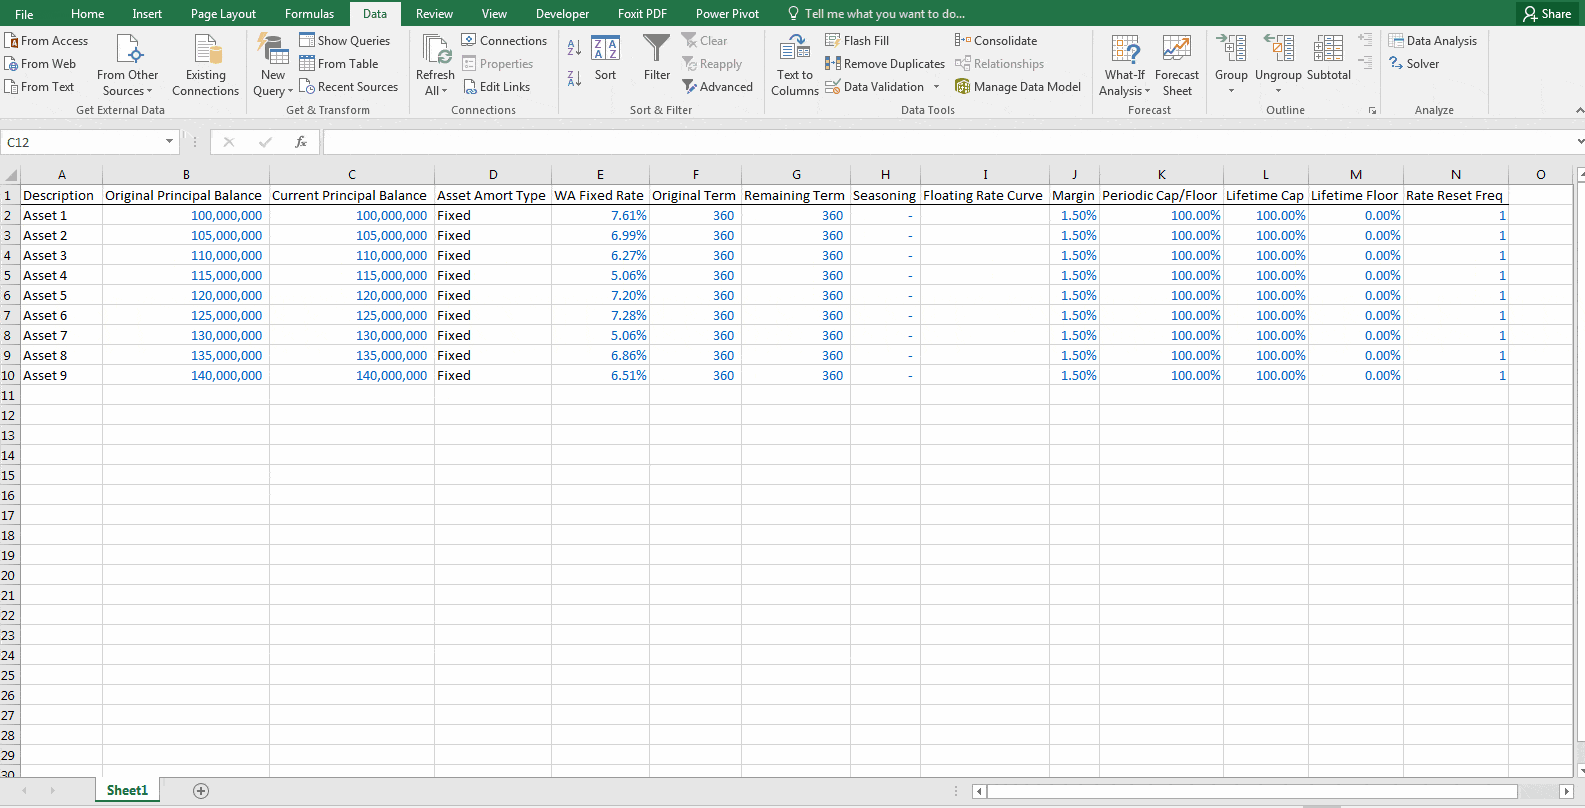 File Home Insert Page Layout Formulas Data Review View Developer Foxit PDF Power Pivot Tell me what you want to do... Share
From Access
From Web
From Text
From Other Sources
Existing Connections
Get External Data
New Query
Show Queries
From Table
Recent Sources
Get & Transform
Refresh All
Connections
Properties
Edit Links
Connections
Sort
Filter
Clear
Reapply
Advanced
Sort & Filter
Text to Columns
Flash Fill
Remove Duplicates
Data Validation
Consolidate
Relationships
Manage Data Model
Data Tools
What-If Analysis
Forecast Sheet
Forecast
Group
Ungroup
Subtotal
Outline
Data Analysis
Solver
Analyze
C12 fx
A B C D E F G H I J K L M N O
1 Description Original Principal Balance Current Principal Balance Asset Amort Type WA Fixed Rate Original Term Remaining Term Seasoning Floating Rate Curve Margin Periodic Cap/Floor Lifetime Cap Lifetime Floor Rate Reset Freq
2 Asset 1 100,000,000 100,000,000 Fixed 7.61% 360 360 - 1.50% 100.00% 100.00% 0.00% 1
3 Asset 2 105,000,000 105,000,000 Fixed 6.99% 360 360 - 1.50% 100.00% 100.00% 0.00% 1
4 Asset 3 110,000,000 110,000,000 Fixed 6.27% 360 360 - 1.50% 100.00% 100.00% 0.00% 1
5 Asset 4 115,000,000 115,000,000 Fixed 5.06% 360 360 - 1.50% 100.00% 100.00% 0.00% 1
6 Asset 5 120,000,000 120,000,000 Fixed 7.20% 360 360 - 1.50% 100.00% 100.00% 0.00% 1
7 Asset 6 125,000,000 125,000,000 Fixed 7.28% 360 360 - 1.50% 100.00% 100.00% 0.00% 1
8 Asset 7 130,000,000 130,000,000 Fixed 5.06% 360 360 - 1.50% 100.00% 100.00% 0.00% 1
9 Asset 8 135,000,000 135,000,000 Fixed 6.86% 360 360 - 1.50% 100.00% 100.00% 0.00% 1
10 Asset 9 140,000,000 140,000,000 Fixed 6.51% 360 360 - 1.50% 100.00% 100.00% 0.00% 1
11
12
13
14
15
16
17
18
19
20
21
22
23
24
25
26
27
28
29
30
Sheet1